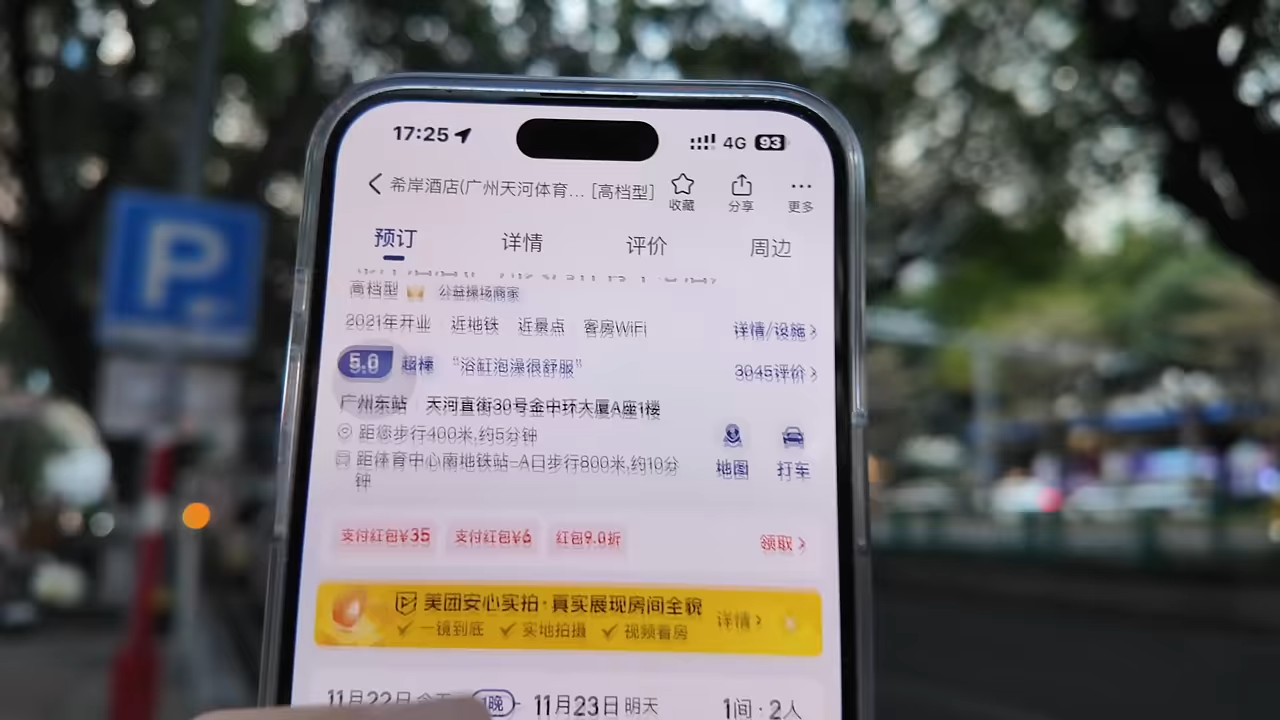 P
17:25 4G 93
希岸酒店(广州天河体育... [高档型] 收藏 分享 更多
预订 详情 评价 周边
高档型 公益操场商家
2021年开业 近地铁 近景点 客房WiFi 详情/设施
5.0 超棒 “浴缸泡澡很舒服” 3045评价
广州东站 天河直街30号金中环大厦A座1楼
距您步行400米,约5分钟
距体育中心南地铁站-A口步行800米,约10分
钟
地图 打车
支付红包¥35 支付红包¥6 红包9.0折 领取
美团安心实拍·真实展现房间全貌 详情
一镜到底 实地拍摄 视频看房
11月22日 1晚 11月23日 明天 1间·2人